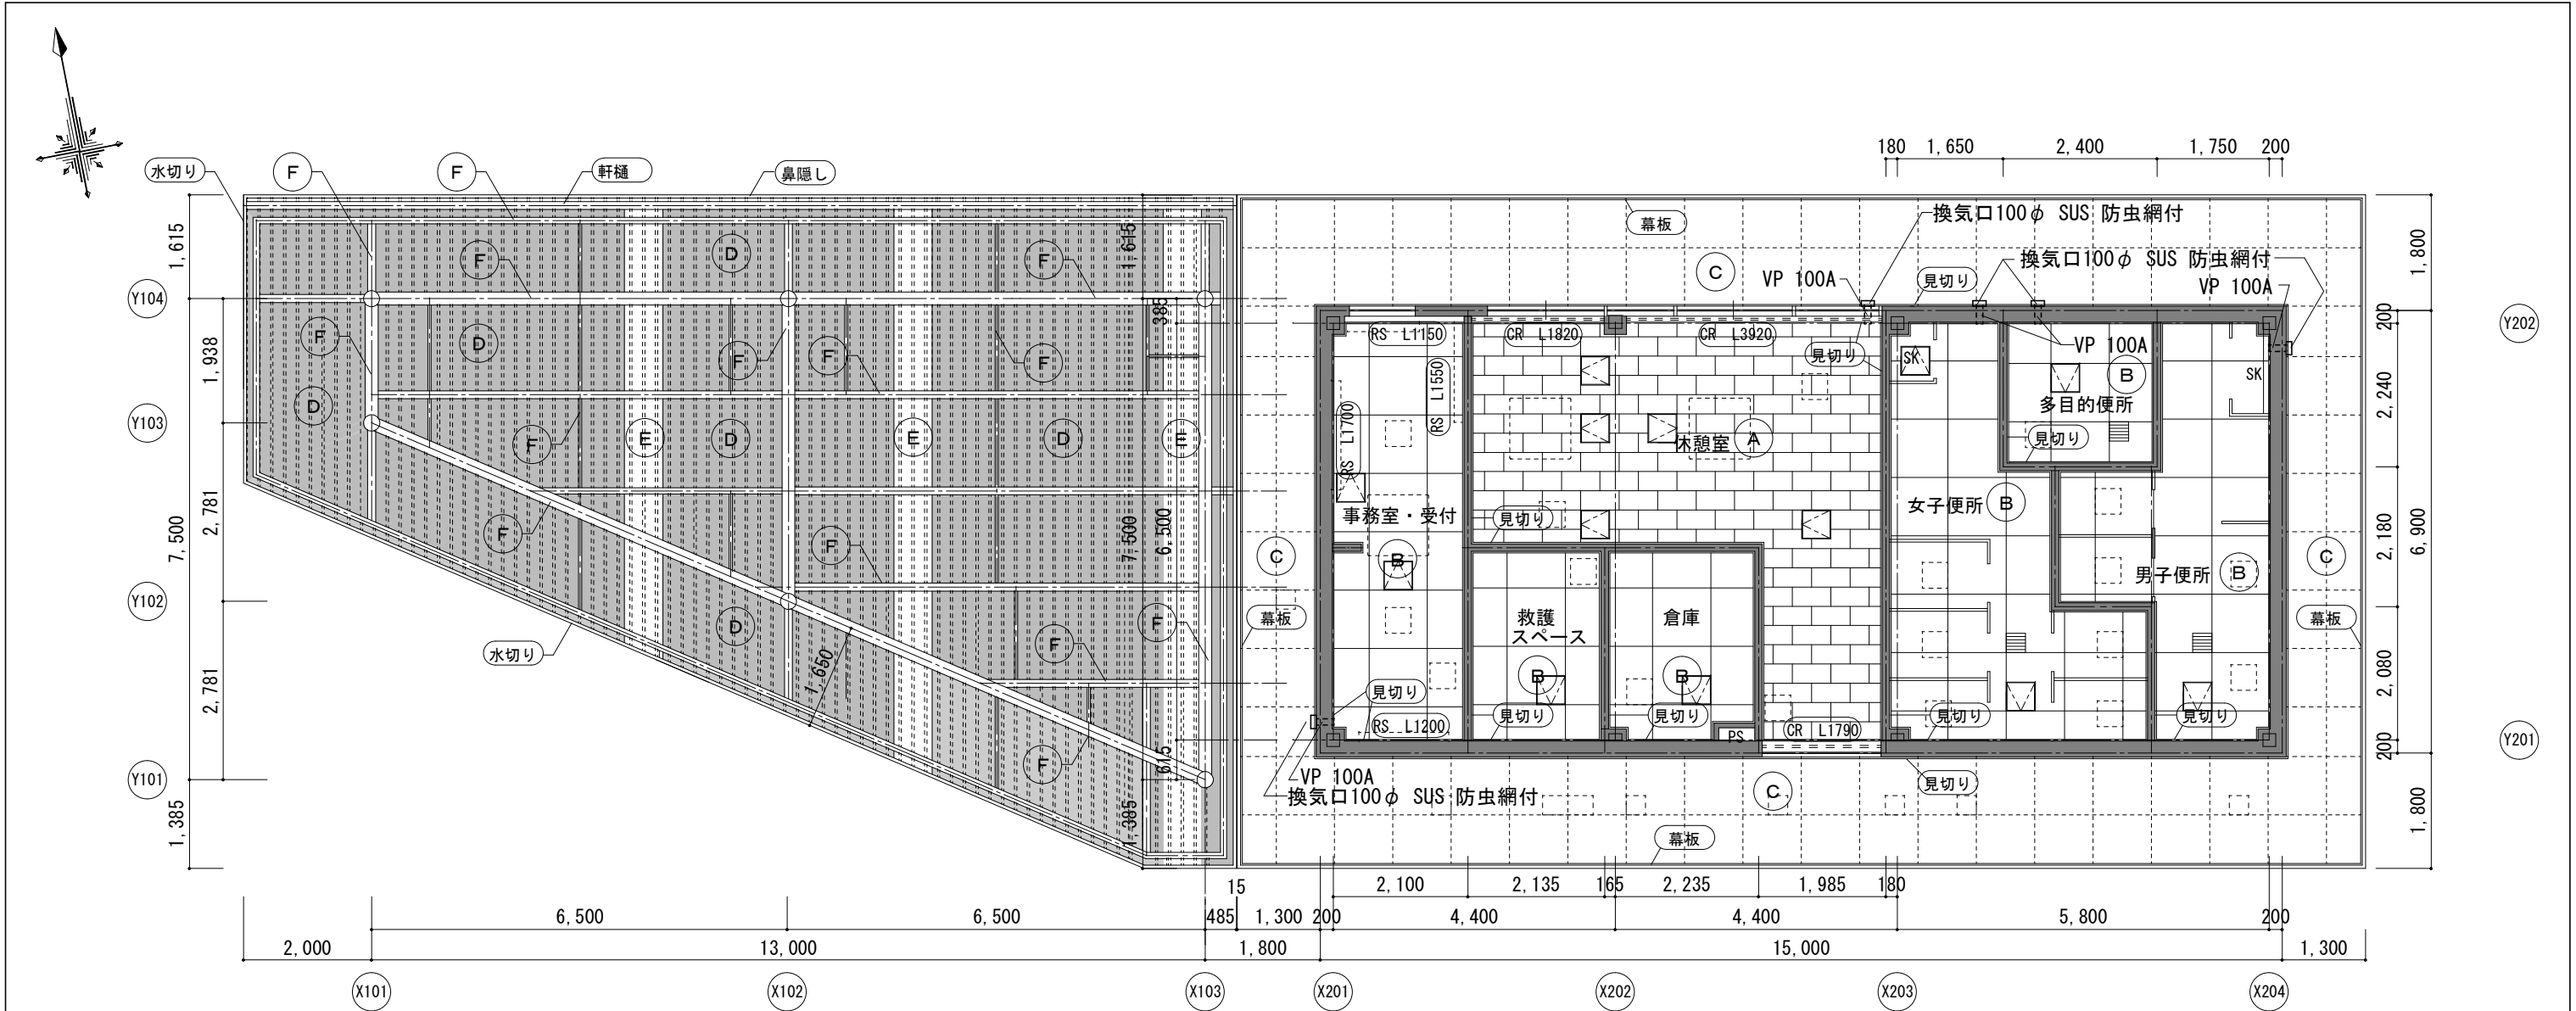 水切り
F
F
軒樋
鼻隠し
180
1,650
2,400
1,750
200
1,615
1,615
D
F
F
幕板
C
換気口100φ SUS 防虫網付
VP 100A
換気口100φ SUS 防虫網付
見切り
VP 100A
1,800
Y104
385
F
D
F
F
F
RS L1150
CR L1820
CR L3920
見切り
SK
VP 100A
B
SK
200
Y202
1,938
D
RS L1700
RS L1550
多目的便所
2,240
Y103
F
E
D
E
D
E
休憩室
A
見切り
2,781
7,500
7,500
6,500
F
F
事務室・受付
見切り
女子便所
B
2,180
6,900
C
B
男子便所
B
C
Y102
D
F
F
幕板
救護
スペース
倉庫
幕板
水切り
1,650
2,781
B
B
2,080
見切り
RS L1200
見切り
見切り
PS
CR L1790
見切り
見切り
200
Y201
F
615
Y101
VP 100A
換気口100φ SUS 防虫網付
C
見切り
1,385
1,385
幕板
1,800
2,100
2,135
165
2,235
1,985
180
15
6,500
6,500
485
1,300
200
4,400
4,400
5,800
200
2,000
13,000
1,800
15,000
1,300
X101
X102
X103
X201
X202
X203
X204